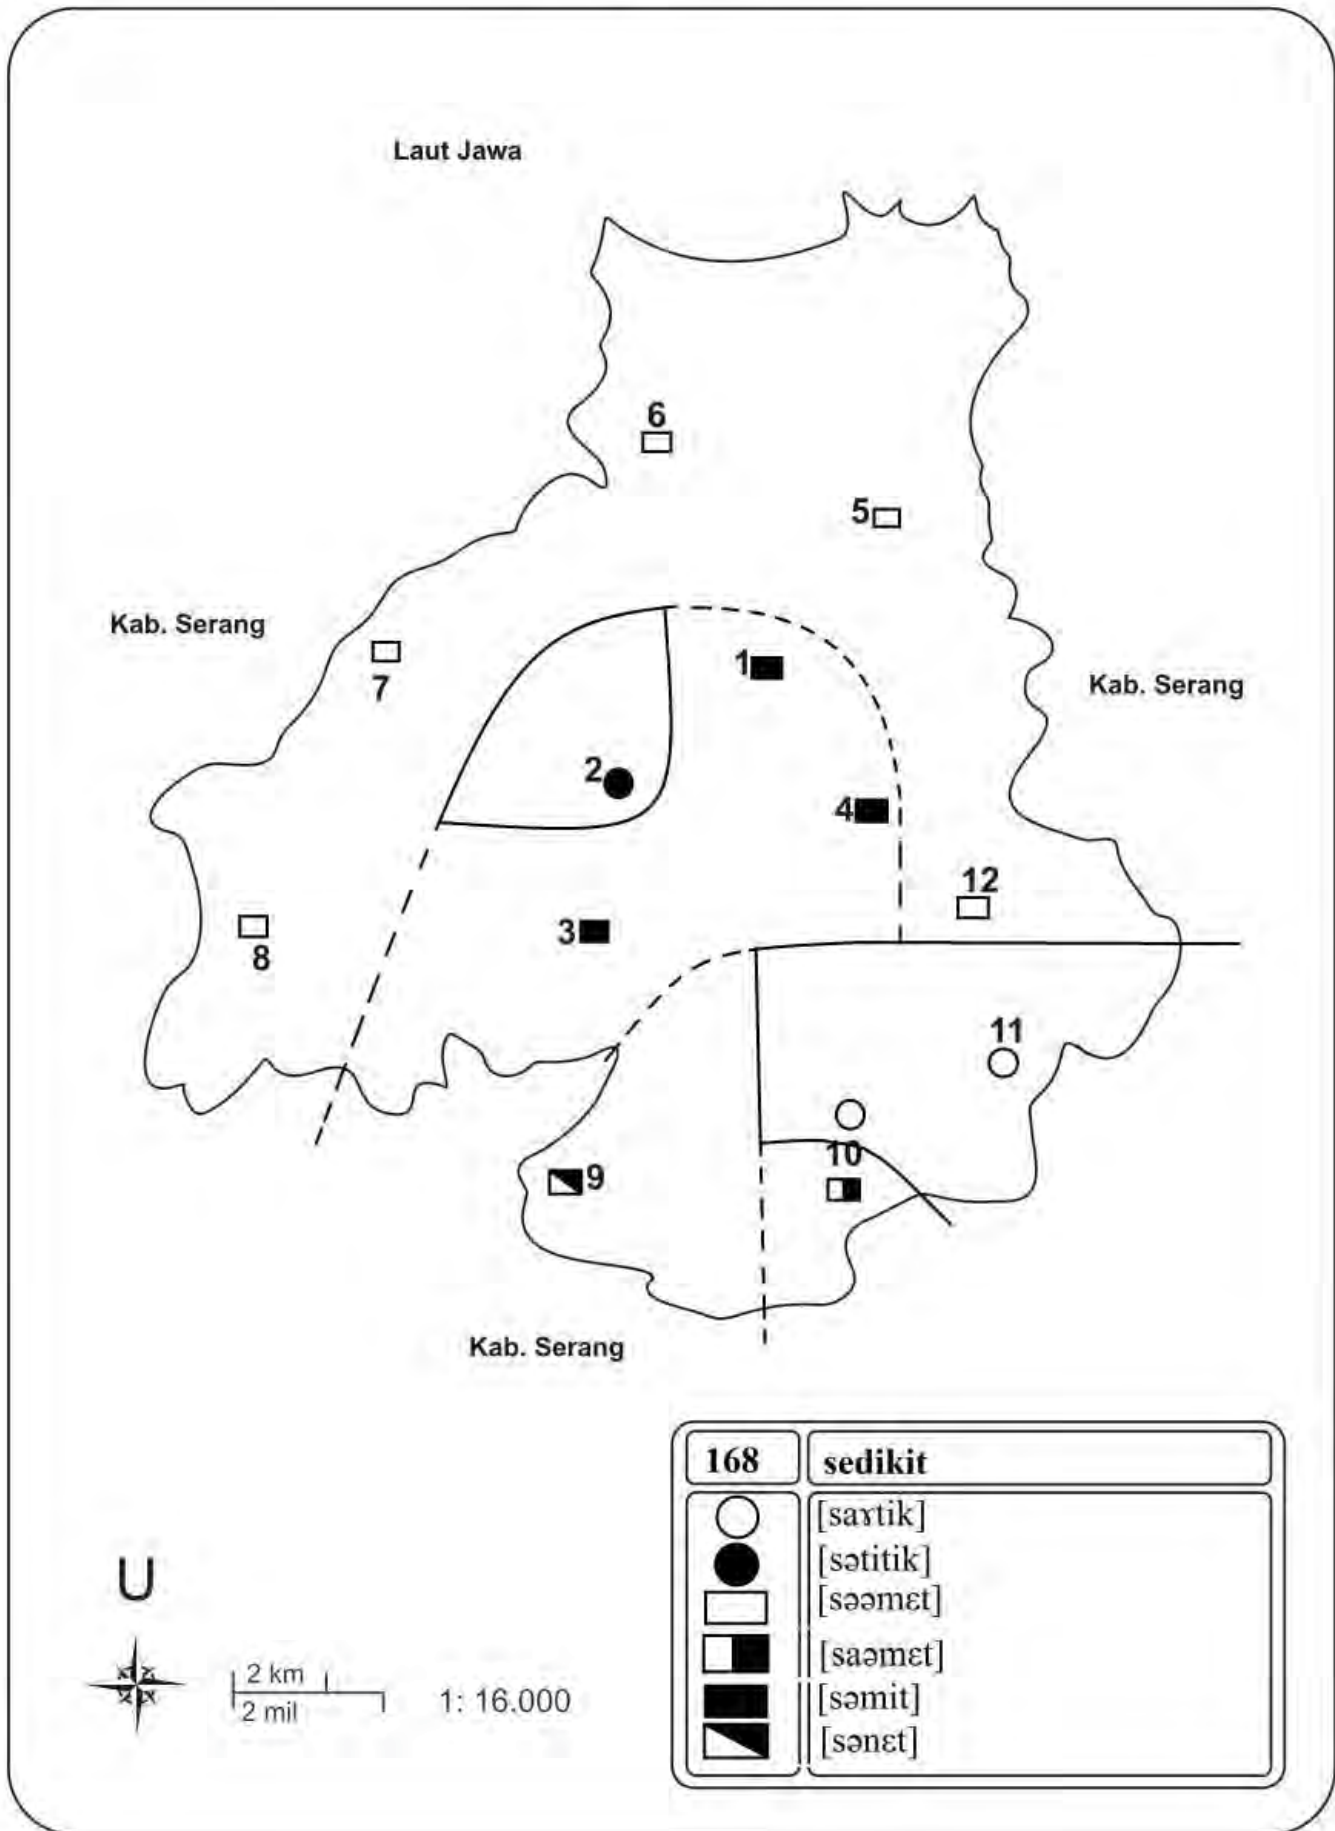 Laut Jawa
6
5
Kab. Serang
1
7
Kab. Serang
2
4
12
3
8
11
10
9
Kab. Serang
168 sedikit
[saɤtik]
[sətitik]
[səəmɛt]
[saəmɛt]
[səmit]
[sənɛt]
U
2 km
2 mil
1: 16.000